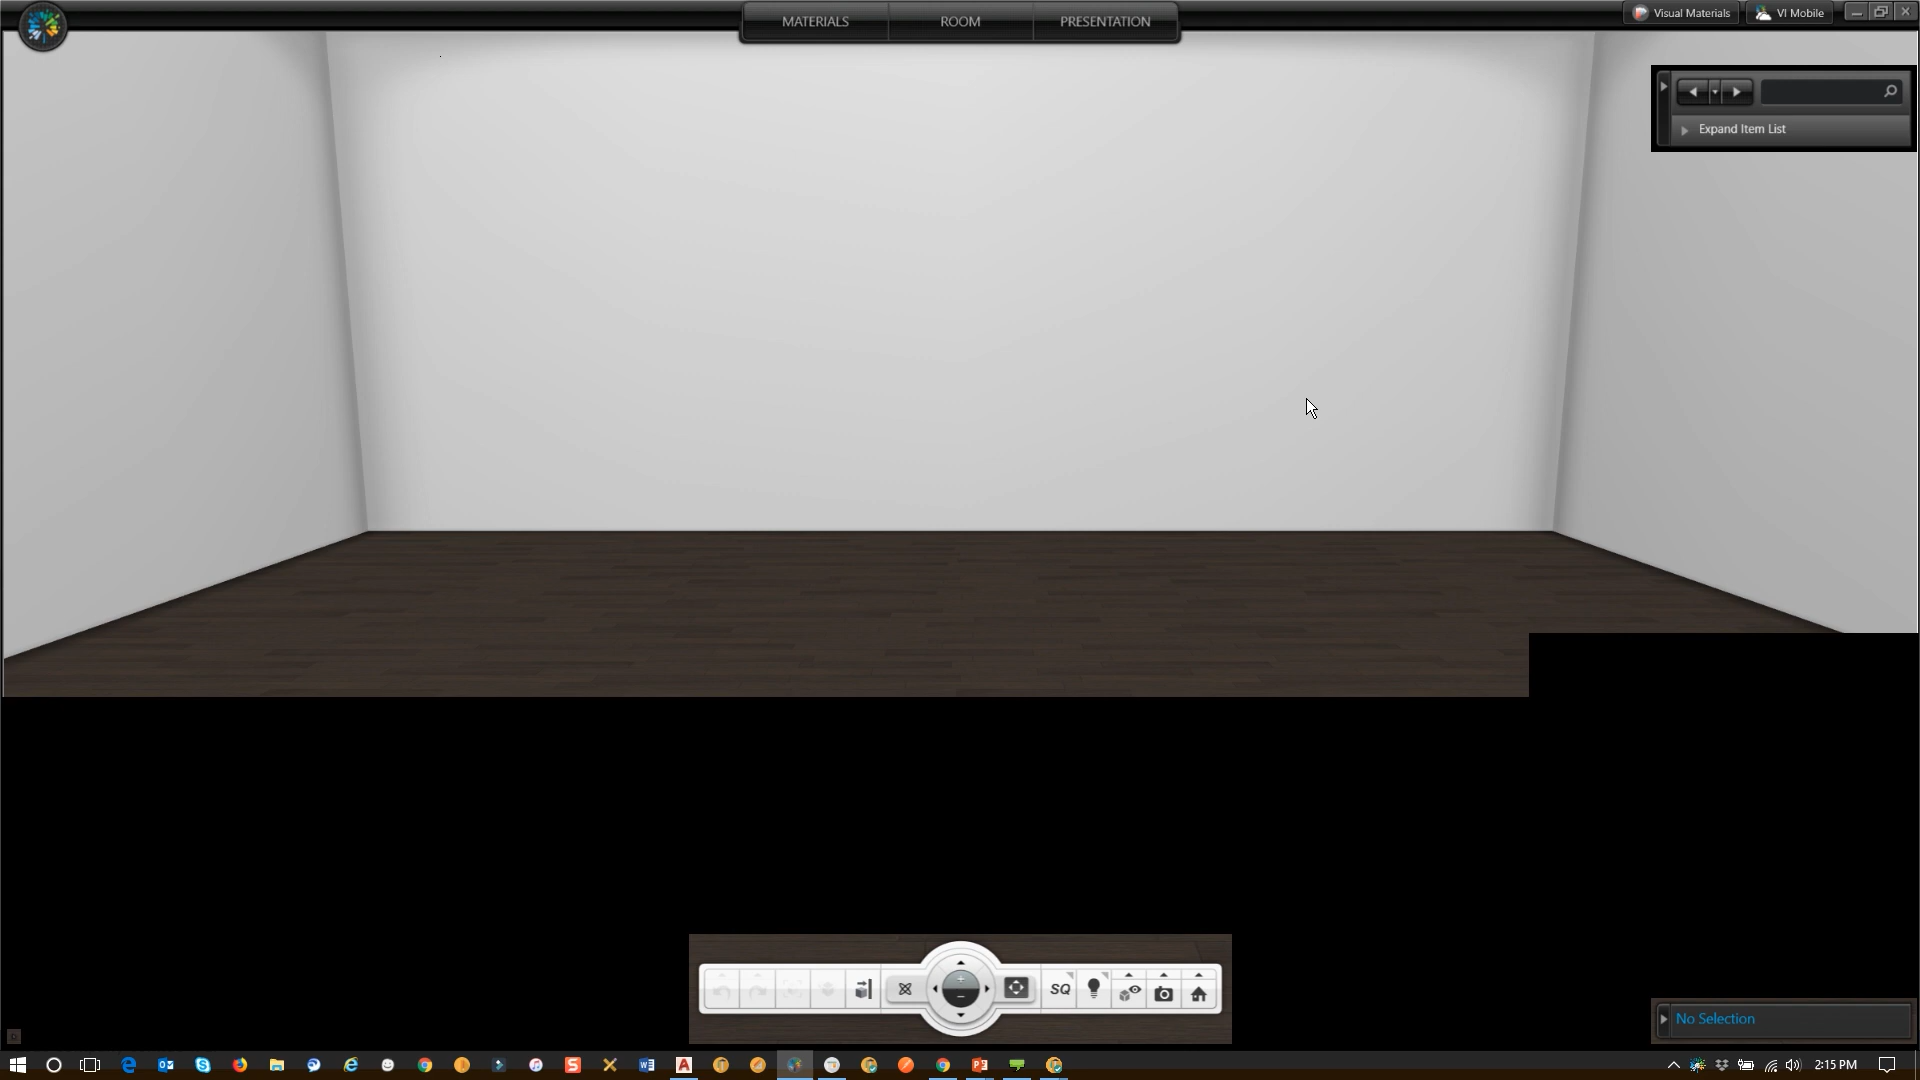 MATERIALS ROOM PRESENTATION
Visual Materials VI Mobile
Expand Item List
SQ
No Selection
2:15 PM